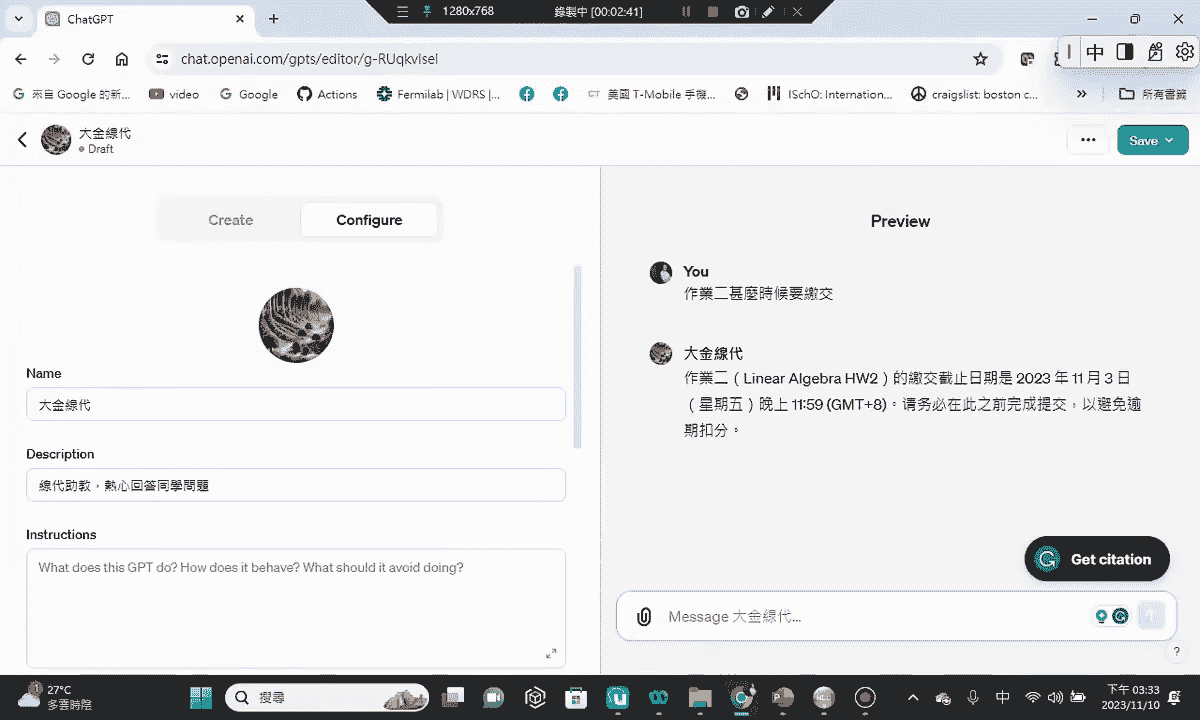 ChatGPT
1280x768
錄製中 [00:02:41]
chat.openai.com/gpts/editor/g-RUqkvIseI
中
來自 Google 的新...
video
Google
Actions
Fermilab | WDRS |...
美國 T-Mobile 手機...
ISchO: Internation...
craigslist: boston c...
所有書籤
大金線代
Draft
Save
Create
Configure
Name
大金線代
Description
線代助教，熱心回答同學問題
Instructions
What does this GPT do? How does it behave? What should it avoid doing?
Preview
You
作業二甚麼時候要繳交
大金線代
作業二（Linear Algebra HW2）的繳交截止日期是 2023 年 11 月 3 日
（星期五）晚上 11:59 (GMT+8)。请务必在此之前完成提交，以避免逾
期扣分。
Get citation
Message 大金線代...
?
1
27°C
多雲時陰
搜尋
中
下午 03:33
2023/11/10